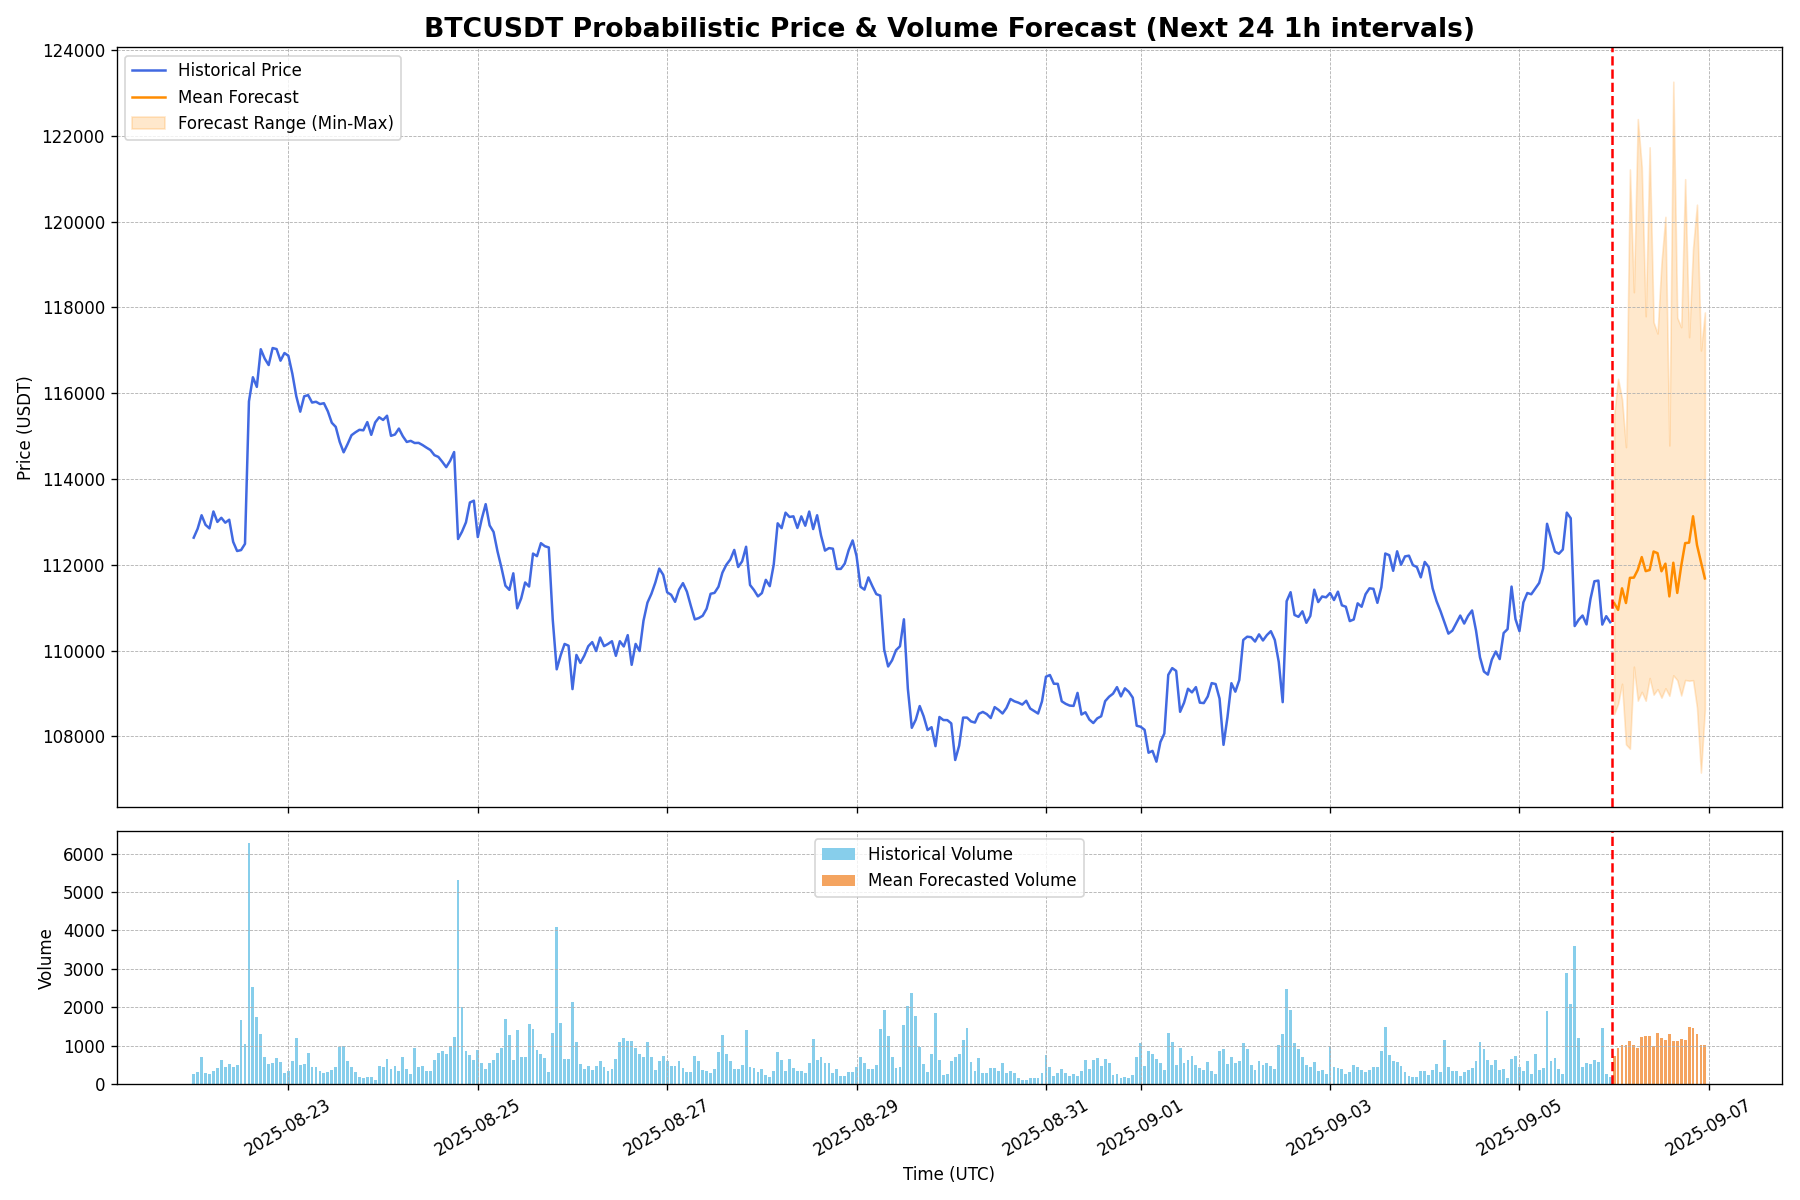 BTCUSDT Probabilistic Price & Volume Forecast (Next 24 1h intervals)
Historical Price
Mean Forecast
Forecast Range (Min-Max)
Price (USDT)
124000
122000
120000
118000
116000
114000
112000
110000
108000
Historical Volume
Mean Forecasted Volume
Volume
6000
5000
4000
3000
2000
1000
0
2025-08-23
2025-08-25
2025-08-27
2025-08-29
2025-08-31
2025-09-01
2025-09-03
2025-09-05
2025-09-07
Time (UTC)